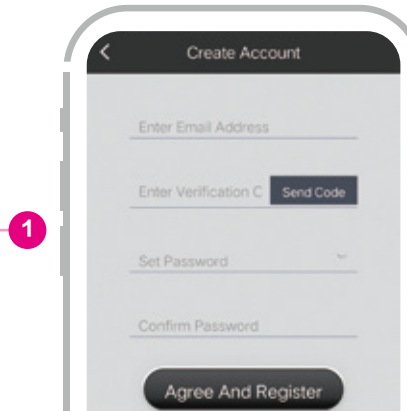 Create Account
Enter Email Address
Enter Verification C
Send Code
1
Set Password
Confirm Password
Agree And Register